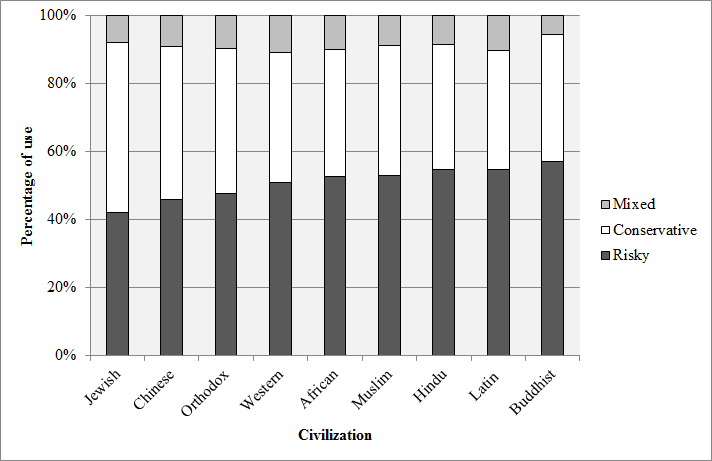 100%
80%
60%
40%
20%
0%
Percentage of use
Jewish
Chinese
Orthodox
Western
African
Muslim
Hindu
Latin
Buddhist
Civilization
Mixed
Conservative
Risky